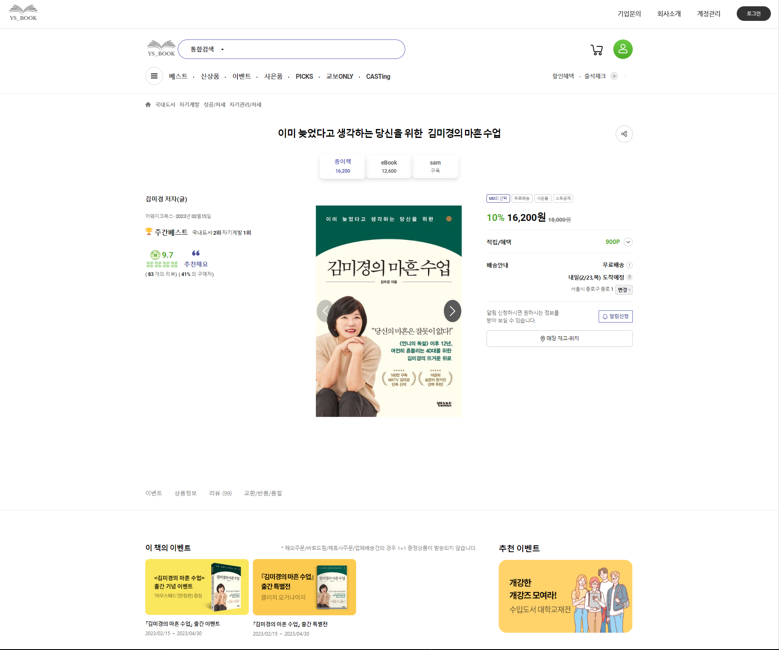 YS_BOOK
기업문의 회사소개 계정관리 로그인
YS_BOOK
통합검색
베스트 신상품 이벤트 사은품 PICKS 교보ONLY CASTing
할인혜택 출석체크
국내도서 자기계발 성공/처세 자기관리/처세
이미 늦었다고 생각하는 당신을 위한 김미경의 마흔 수업
종이책
16,200
eBook
12,600
sam
구독
김미경 저자(글)
어웨이크북스 · 2023년 02월15일
주간베스트 국내도서 2위 자기계발 1위
9.7
추천해요
( 83 개의 리뷰) ( 41% 의 구매자)
이미 늦었다고 생각하는 당신을 위한
김미경의 마흔 수업
김미경 지음
"당신의 마흔은 잘못이 없다!"
《언니의 독설》 이후 12년,
여전히 흔들리는 40대를 위한
김미경의 뜨거운 위로
MD의 선택 무료배송 사은품 소득공제
10% 16,200원 18,000원
적립/혜택 900P
배송안내 무료배송
내일(2/23,목) 도착예정
서울시 종로구 종로 1 변경
알림 신청하시면 원하시는 정보를
받아 보실 수 있습니다.
알림신청
매장 재고·위치
이벤트 상품정보 리뷰 (99) 교환/반품/품절
이 책의 이벤트
* 해외주문/바로드림/제휴사주문/업체배송건의 경우 1+1 증정상품이 발송되지 않습니다.
<김미경의 마흔 수업>
출간 기념 이벤트
『김미경의 마흔 수업』
출간 특별전
폴리지 모거나이저
『김미경의 마흔 수업』 출간 이벤트
2023/02/15 ~ 2023/04/30
『김미경의 마흔 수업』 출간 특별전
2023/02/15 ~ 2023/04/30
추천 이벤트
개강한
개강즈 모여라!
수입도서 대학교재전